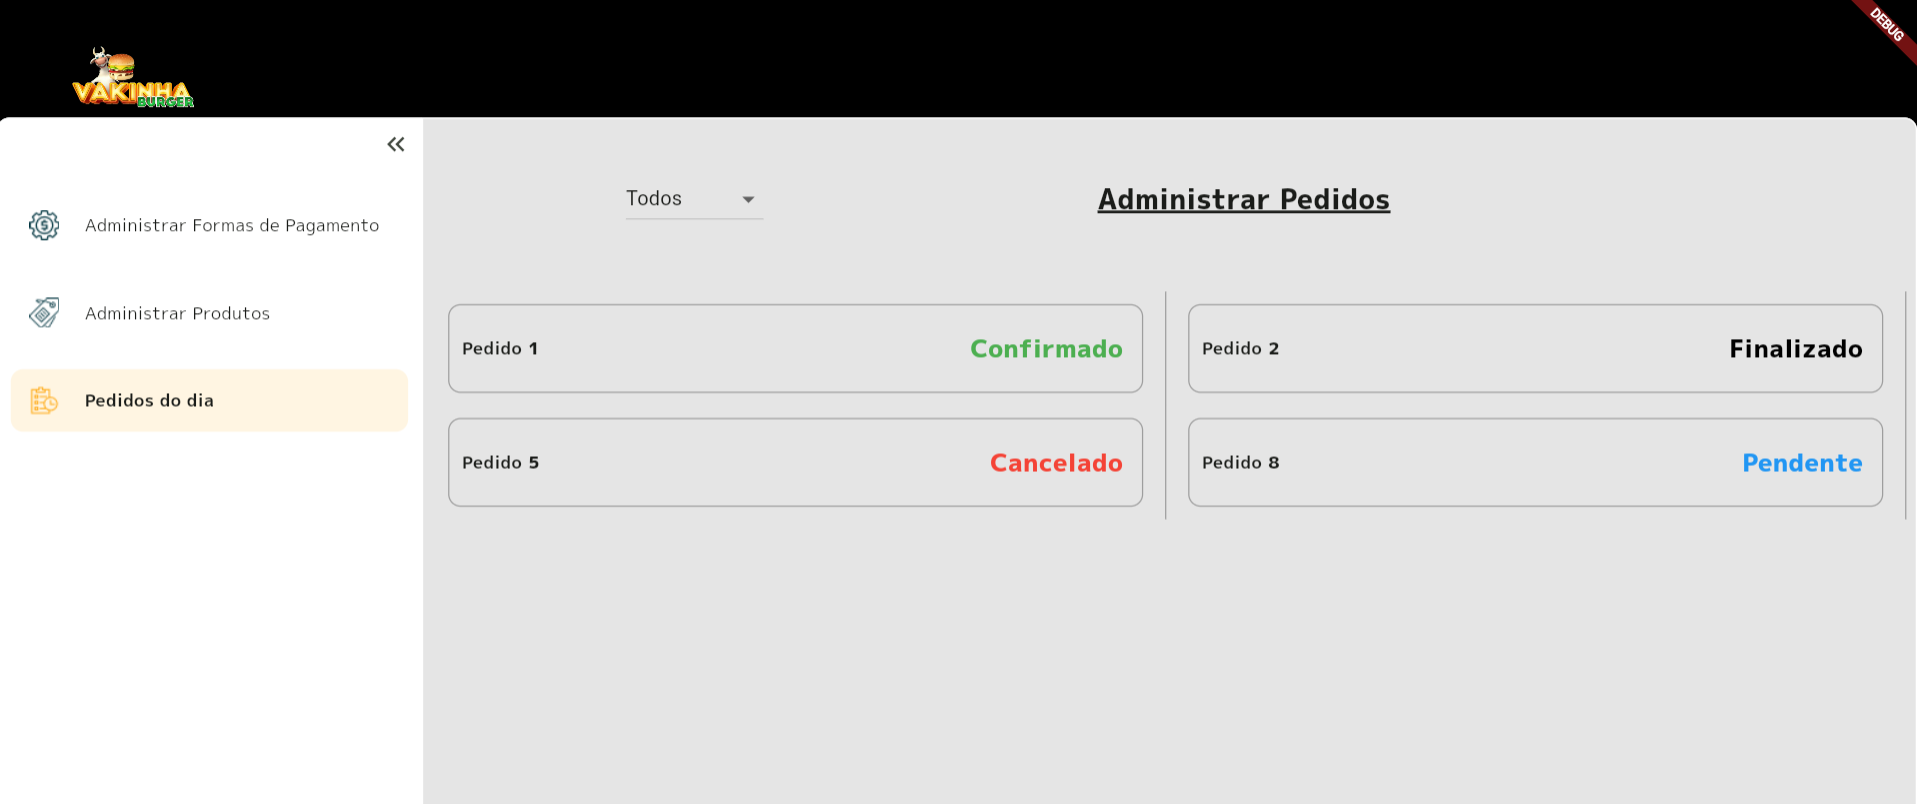 DEBUG
VAKINHA
BURGER
Administrar Formas de Pagamento
Administrar Produtos
Pedidos do dia
Todos
Administrar Pedidos
Pedido 1
Confirmado
Pedido 2
Finalizado
Pedido 5
Cancelado
Pedido 8
Pendente